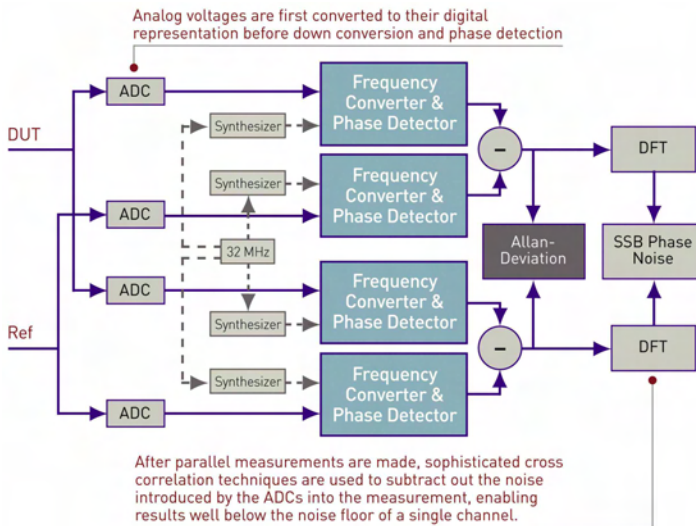 Analog voltages are first converted to their digital
representation before down conversion and phase detection
ADC
Frequency
Converter &
Phase Detector
Synthesizer
DUT
–
DFT
Synthesizer
Frequency
Converter &
Phase Detector
ADC
32 MHz
Allan-
Deviation
SSB Phase
Noise
ADC
Frequency
Converter &
Phase Detector
Ref
Synthesizer
–
DFT
Synthesizer
Frequency
Converter &
Phase Detector
ADC
After parallel measurements are made, sophisticated cross
correlation techniques are used to subtract out the noise
introduced by the ADCs into the measurement, enabling
results well below the noise floor of a single channel.